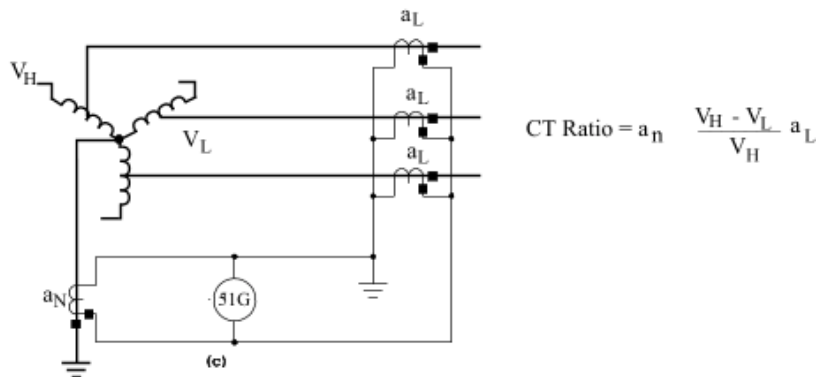 a_L
V_H
a_L
V_L
a_L
CT Ratio = a_n (V_H - V_L)/V_H a_L
a_N
51G
(c)